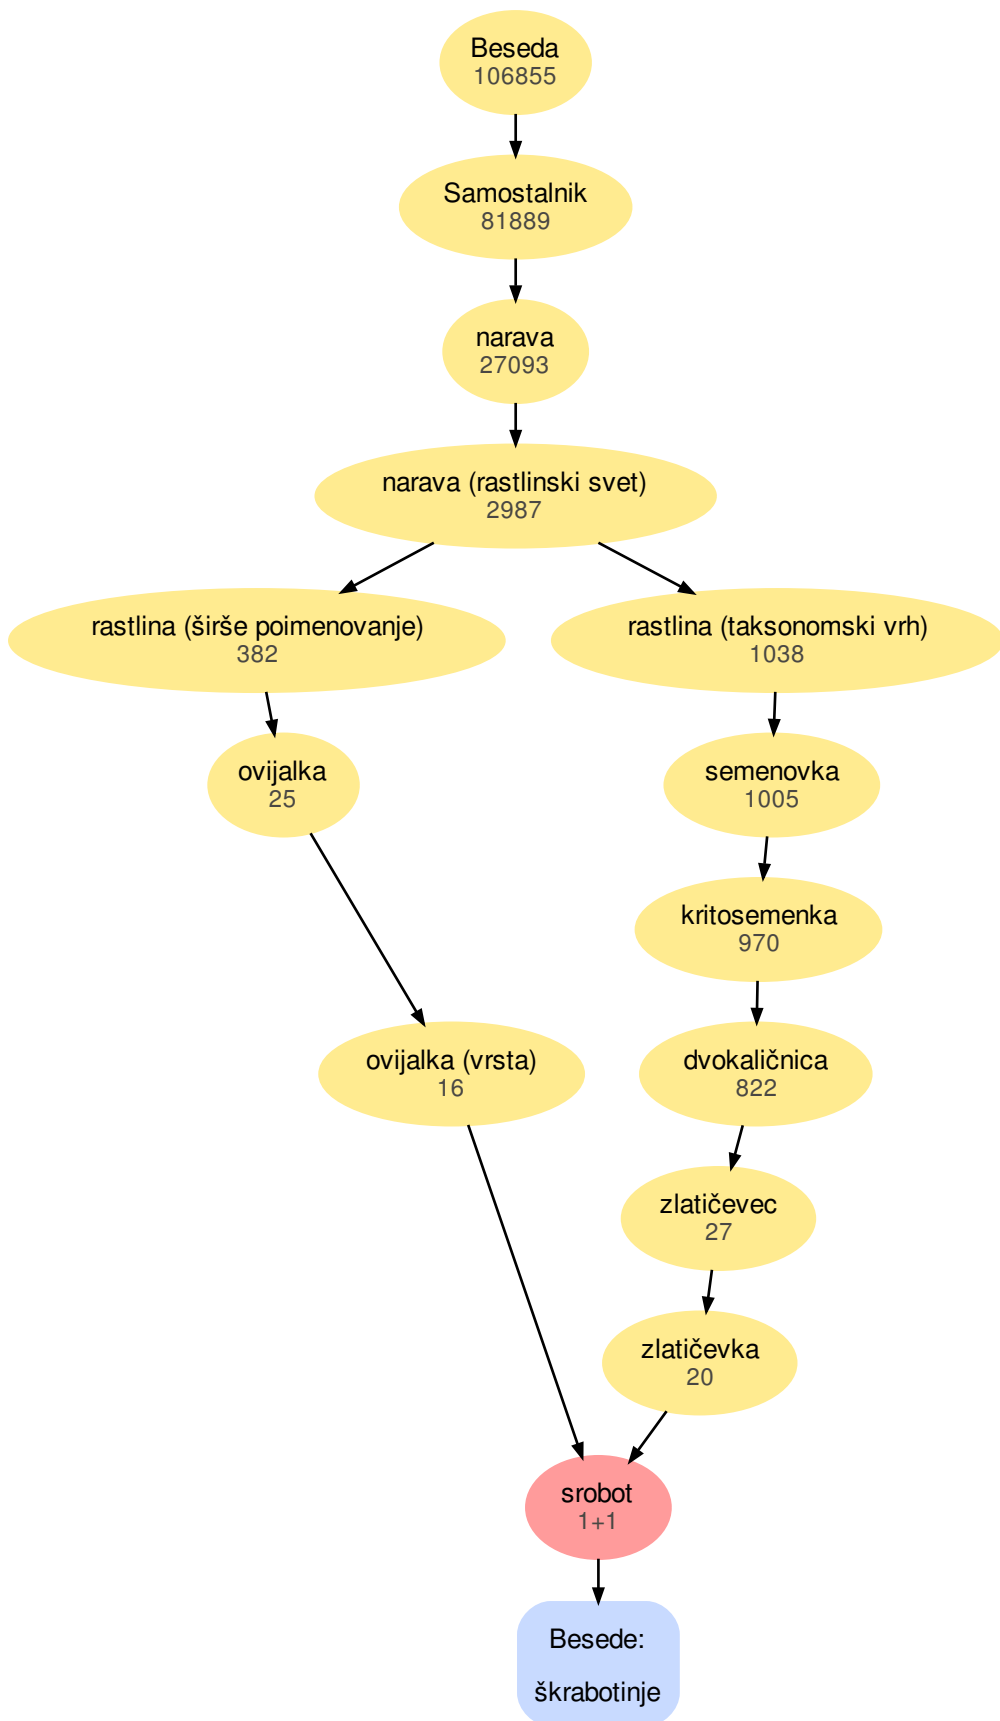 Beseda
106855
Samostalnik
81889
narava
27093
narava (rastlinski svet)
2987
rastlina (širše poimenovanje)
382
rastlina (taksonomski vrh)
1038
ovijalka
25
semenovka
1005
kritosemenka
970
ovijalka (vrsta)
16
dvokaličnica
822
zlatičevec
27
zlatičevka
20
srobot
1+1
Besede:
škrabotinje